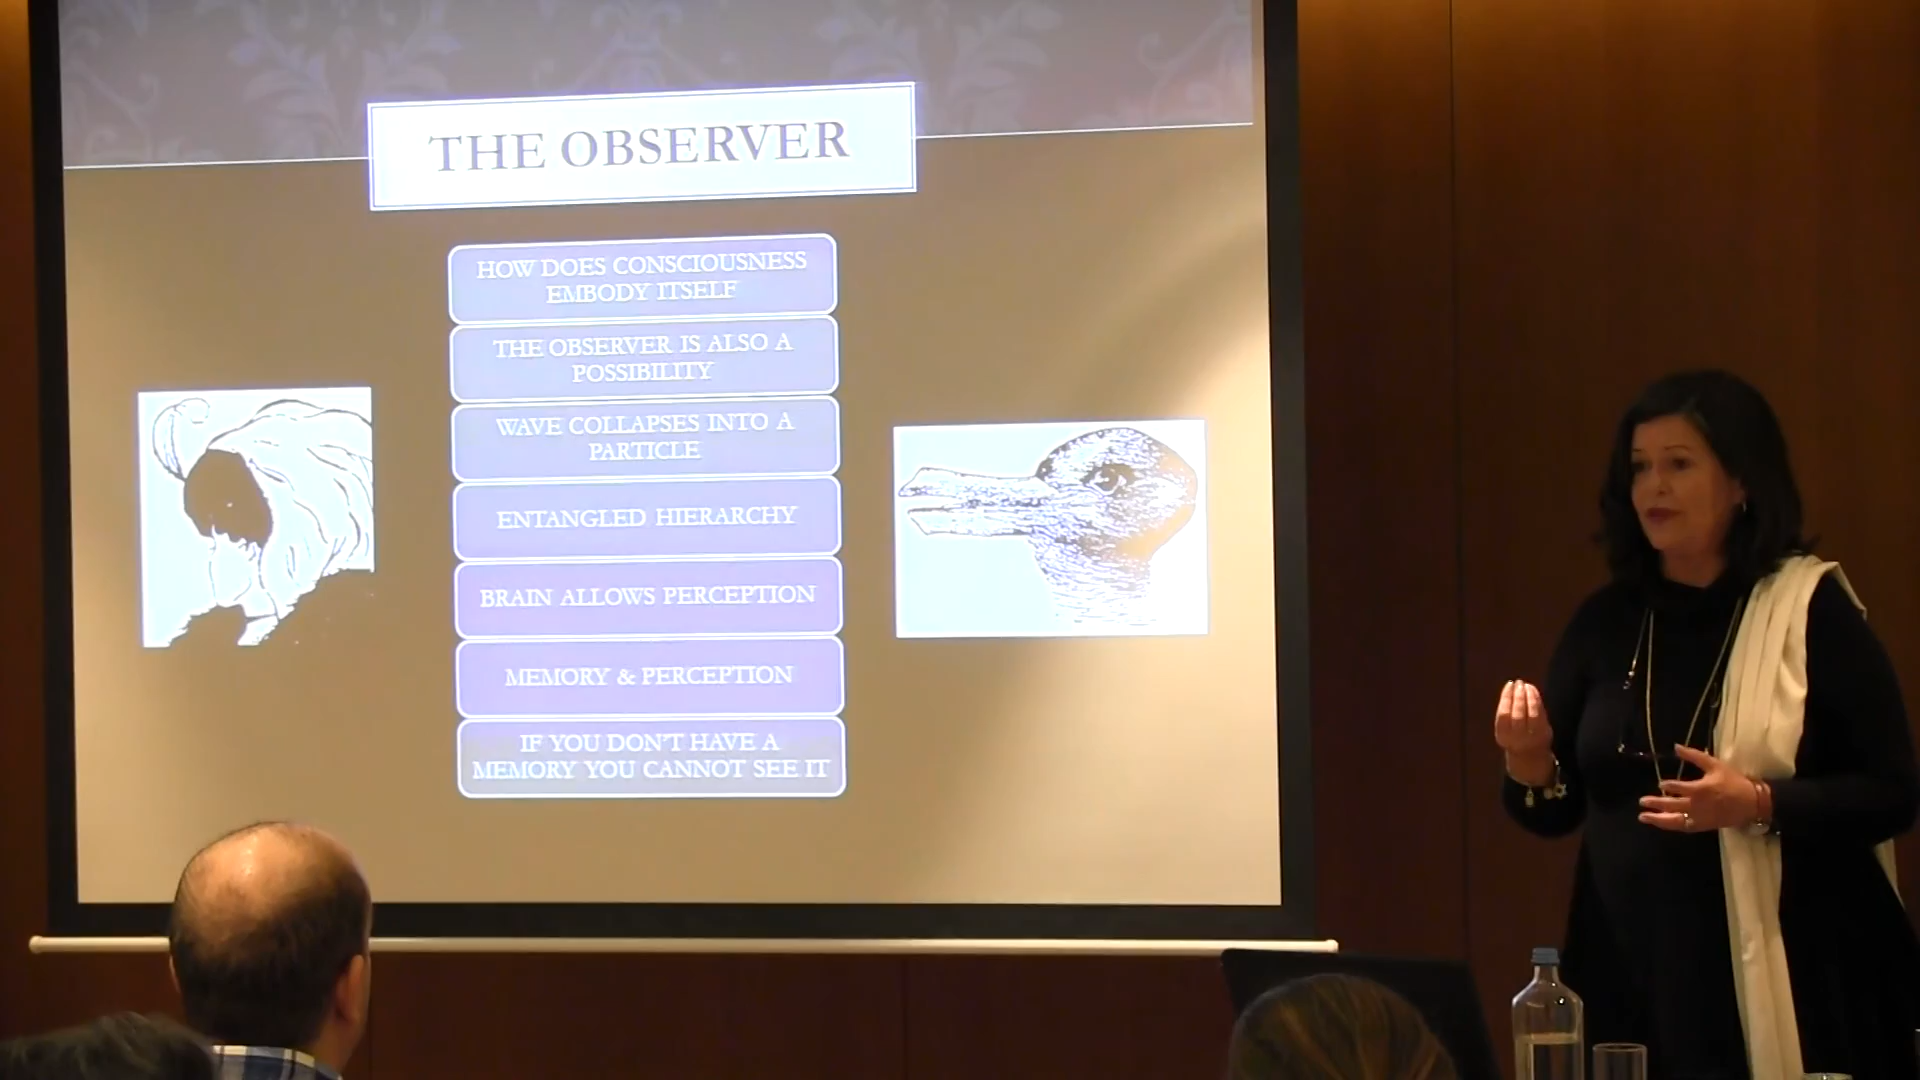 THE OBSERVER
HOW DOES CONSCIOUSNESS
EMBODY ITSELF
THE OBSERVER IS ALSO A
POSSIBILITY
WAVE COLLAPSES INTO A
PARTICLE
ENTANGLED HIERARCHY
BRAIN ALLOWS PERCEPTION
MEMORY & PERCEPTION
IF YOU DON'T HAVE A
MEMORY YOU CANNOT SEE IT